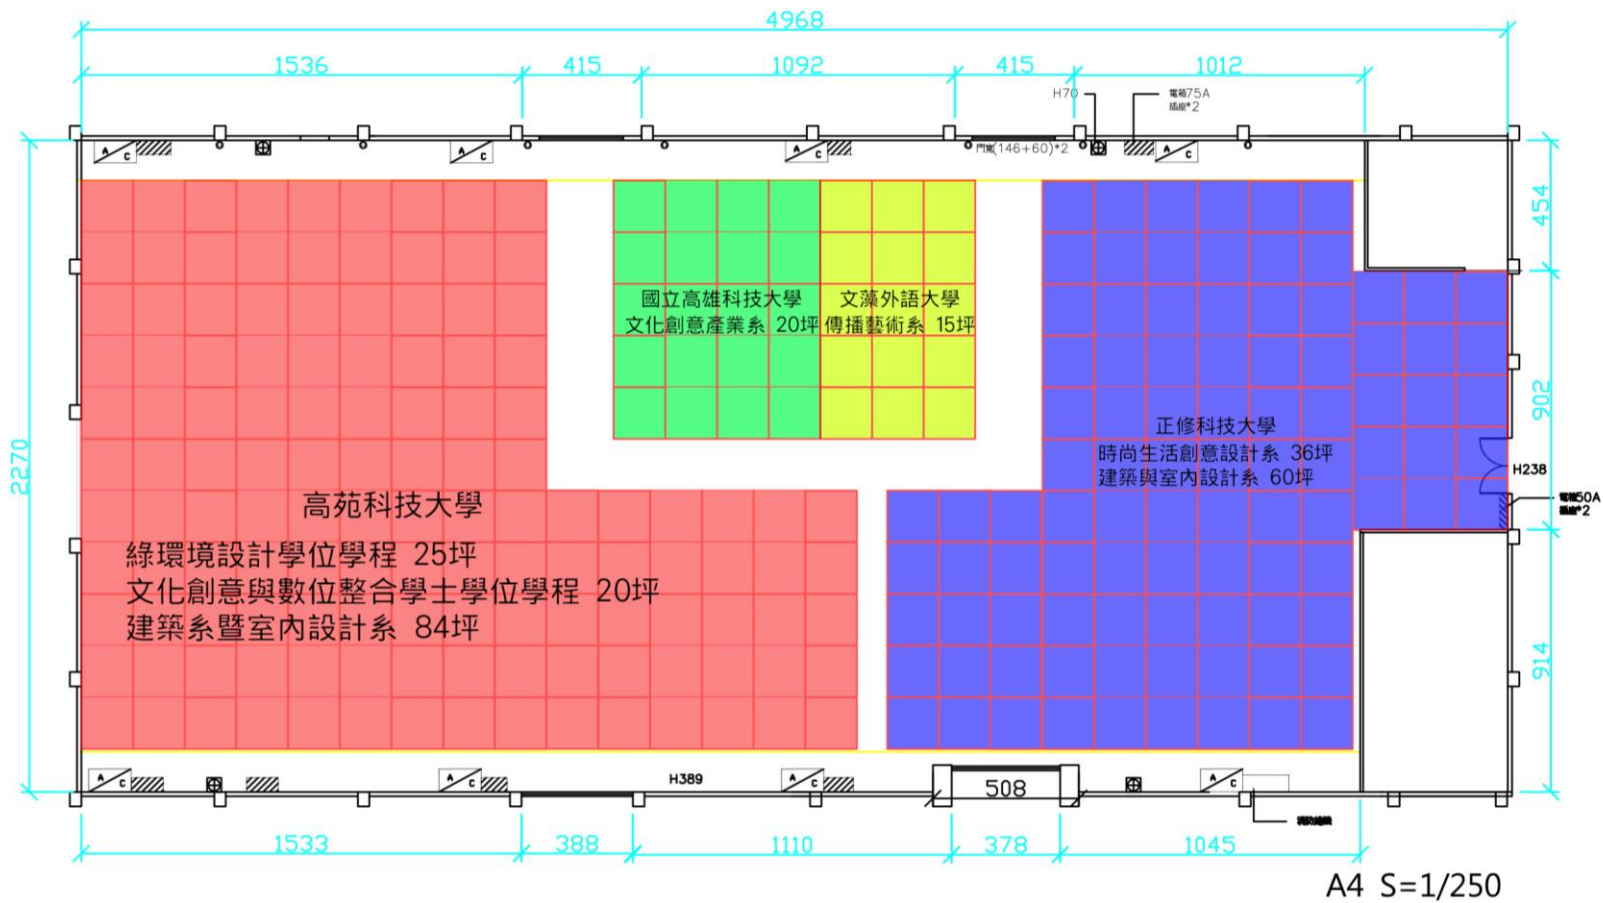 4968
1536
415
1092
415
1012
H70
電箱75A
插座*2
A/C
A/C
A/C
門寬(146+60)*2
A/C
454
國立高雄科技大學
文化創意產業系 20坪
文藻外語大學
傳播藝術系 15坪
902
正修科技大學
時尚生活創意設計系 36坪
建築與室內設計系 60坪
2270
H238
電箱50A
插座*2
高苑科技大學
綠環境設計學位學程 25坪
文化創意與數位整合學士學位學程 20坪
建築系暨室內設計系 84坪
914
A/C
A/C
H389
A/C
508
A/C
1533
388
1110
378
1045
A4 S=1/250